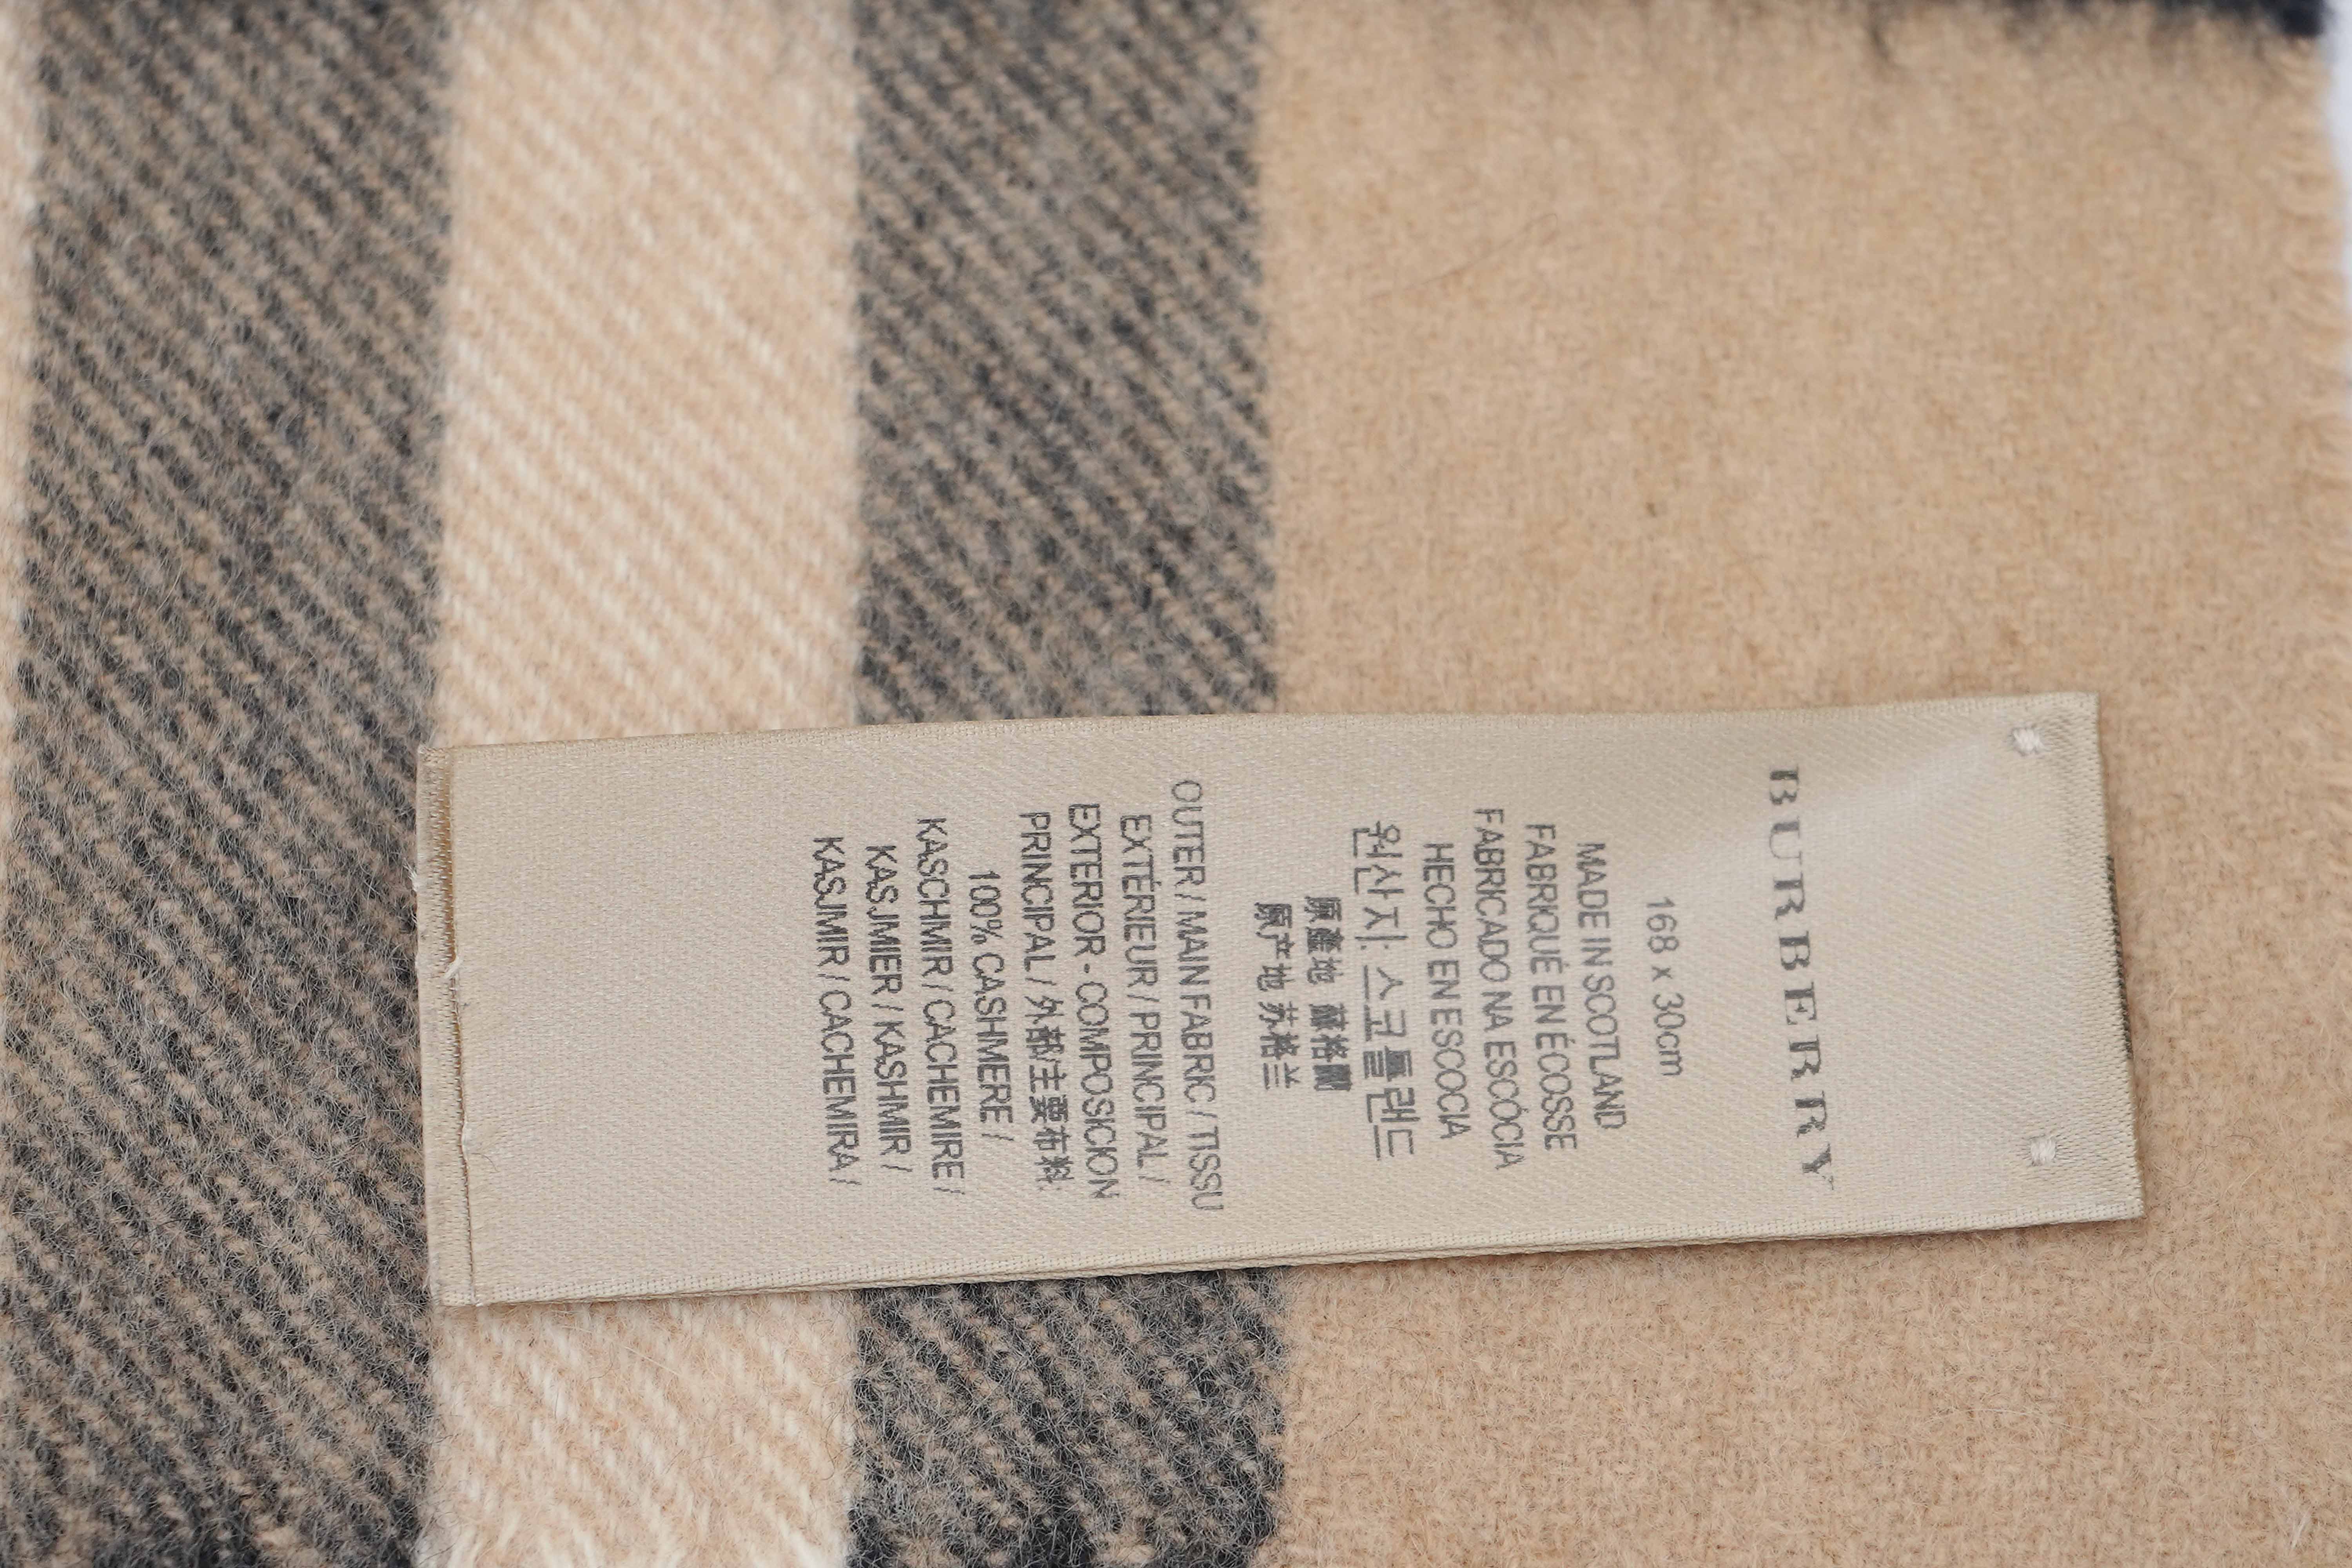 BURBERRY
168 x 30cm
MADE IN SCOTLAND
FABRIQUÉ EN ÉCOSSE
FABRICADO NA ESCÓCIA
HECHO EN ESCOCIA
원산지: 스코틀랜드
原產地 蘇格蘭
原产地 苏格兰
OUTER / MAIN FABRIC / TISSU
EXTÉRIEUR / PRINCIPAL /
EXTERIOR - COMPOSICION
PRINCIPAL / 外部/主要布料
100% CASHMERE /
KASCHMIR / CACHEMIRE /
KASJMIER / KASHMIR /
KASJMIR / CACHEMIRA /